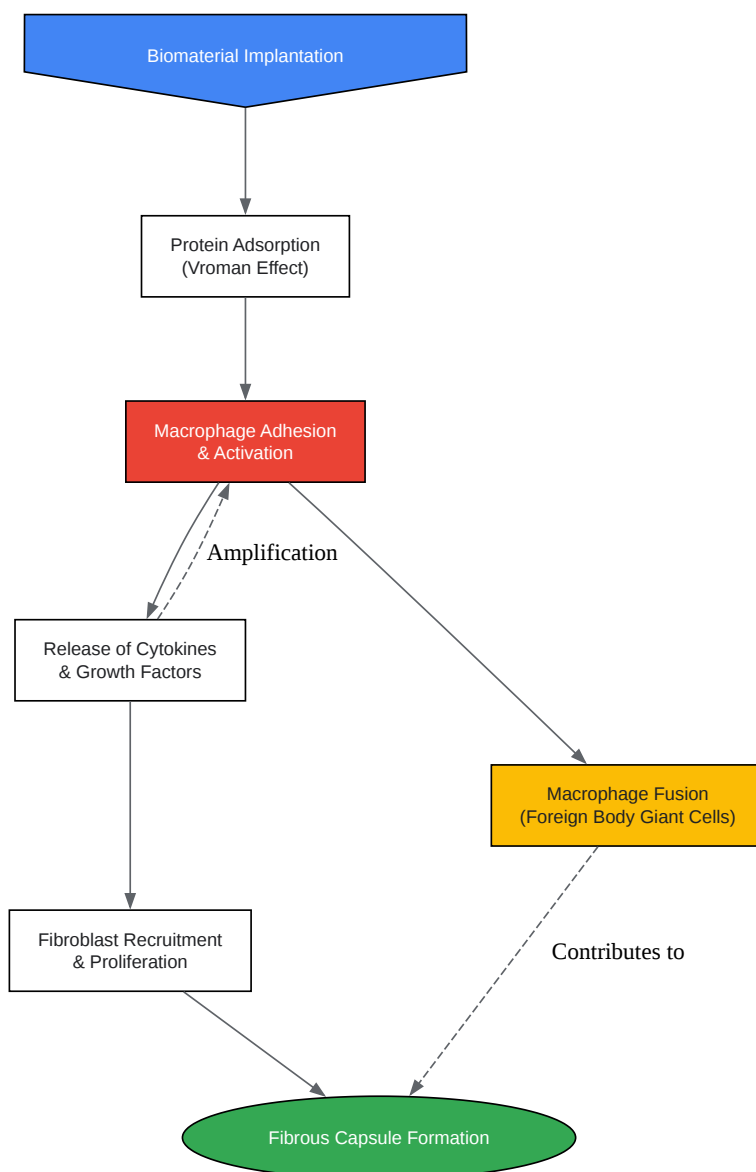 Biomaterial Implantation
Protein Adsorption
(Vroman Effect)
Macrophage Adhesion
& Activation
Amplification
Release of Cytokines
& Growth Factors
Macrophage Fusion
(Foreign Body Giant Cells)
Fibroblast Recruitment
& Proliferation
Contributes to
Fibrous Capsule Formation